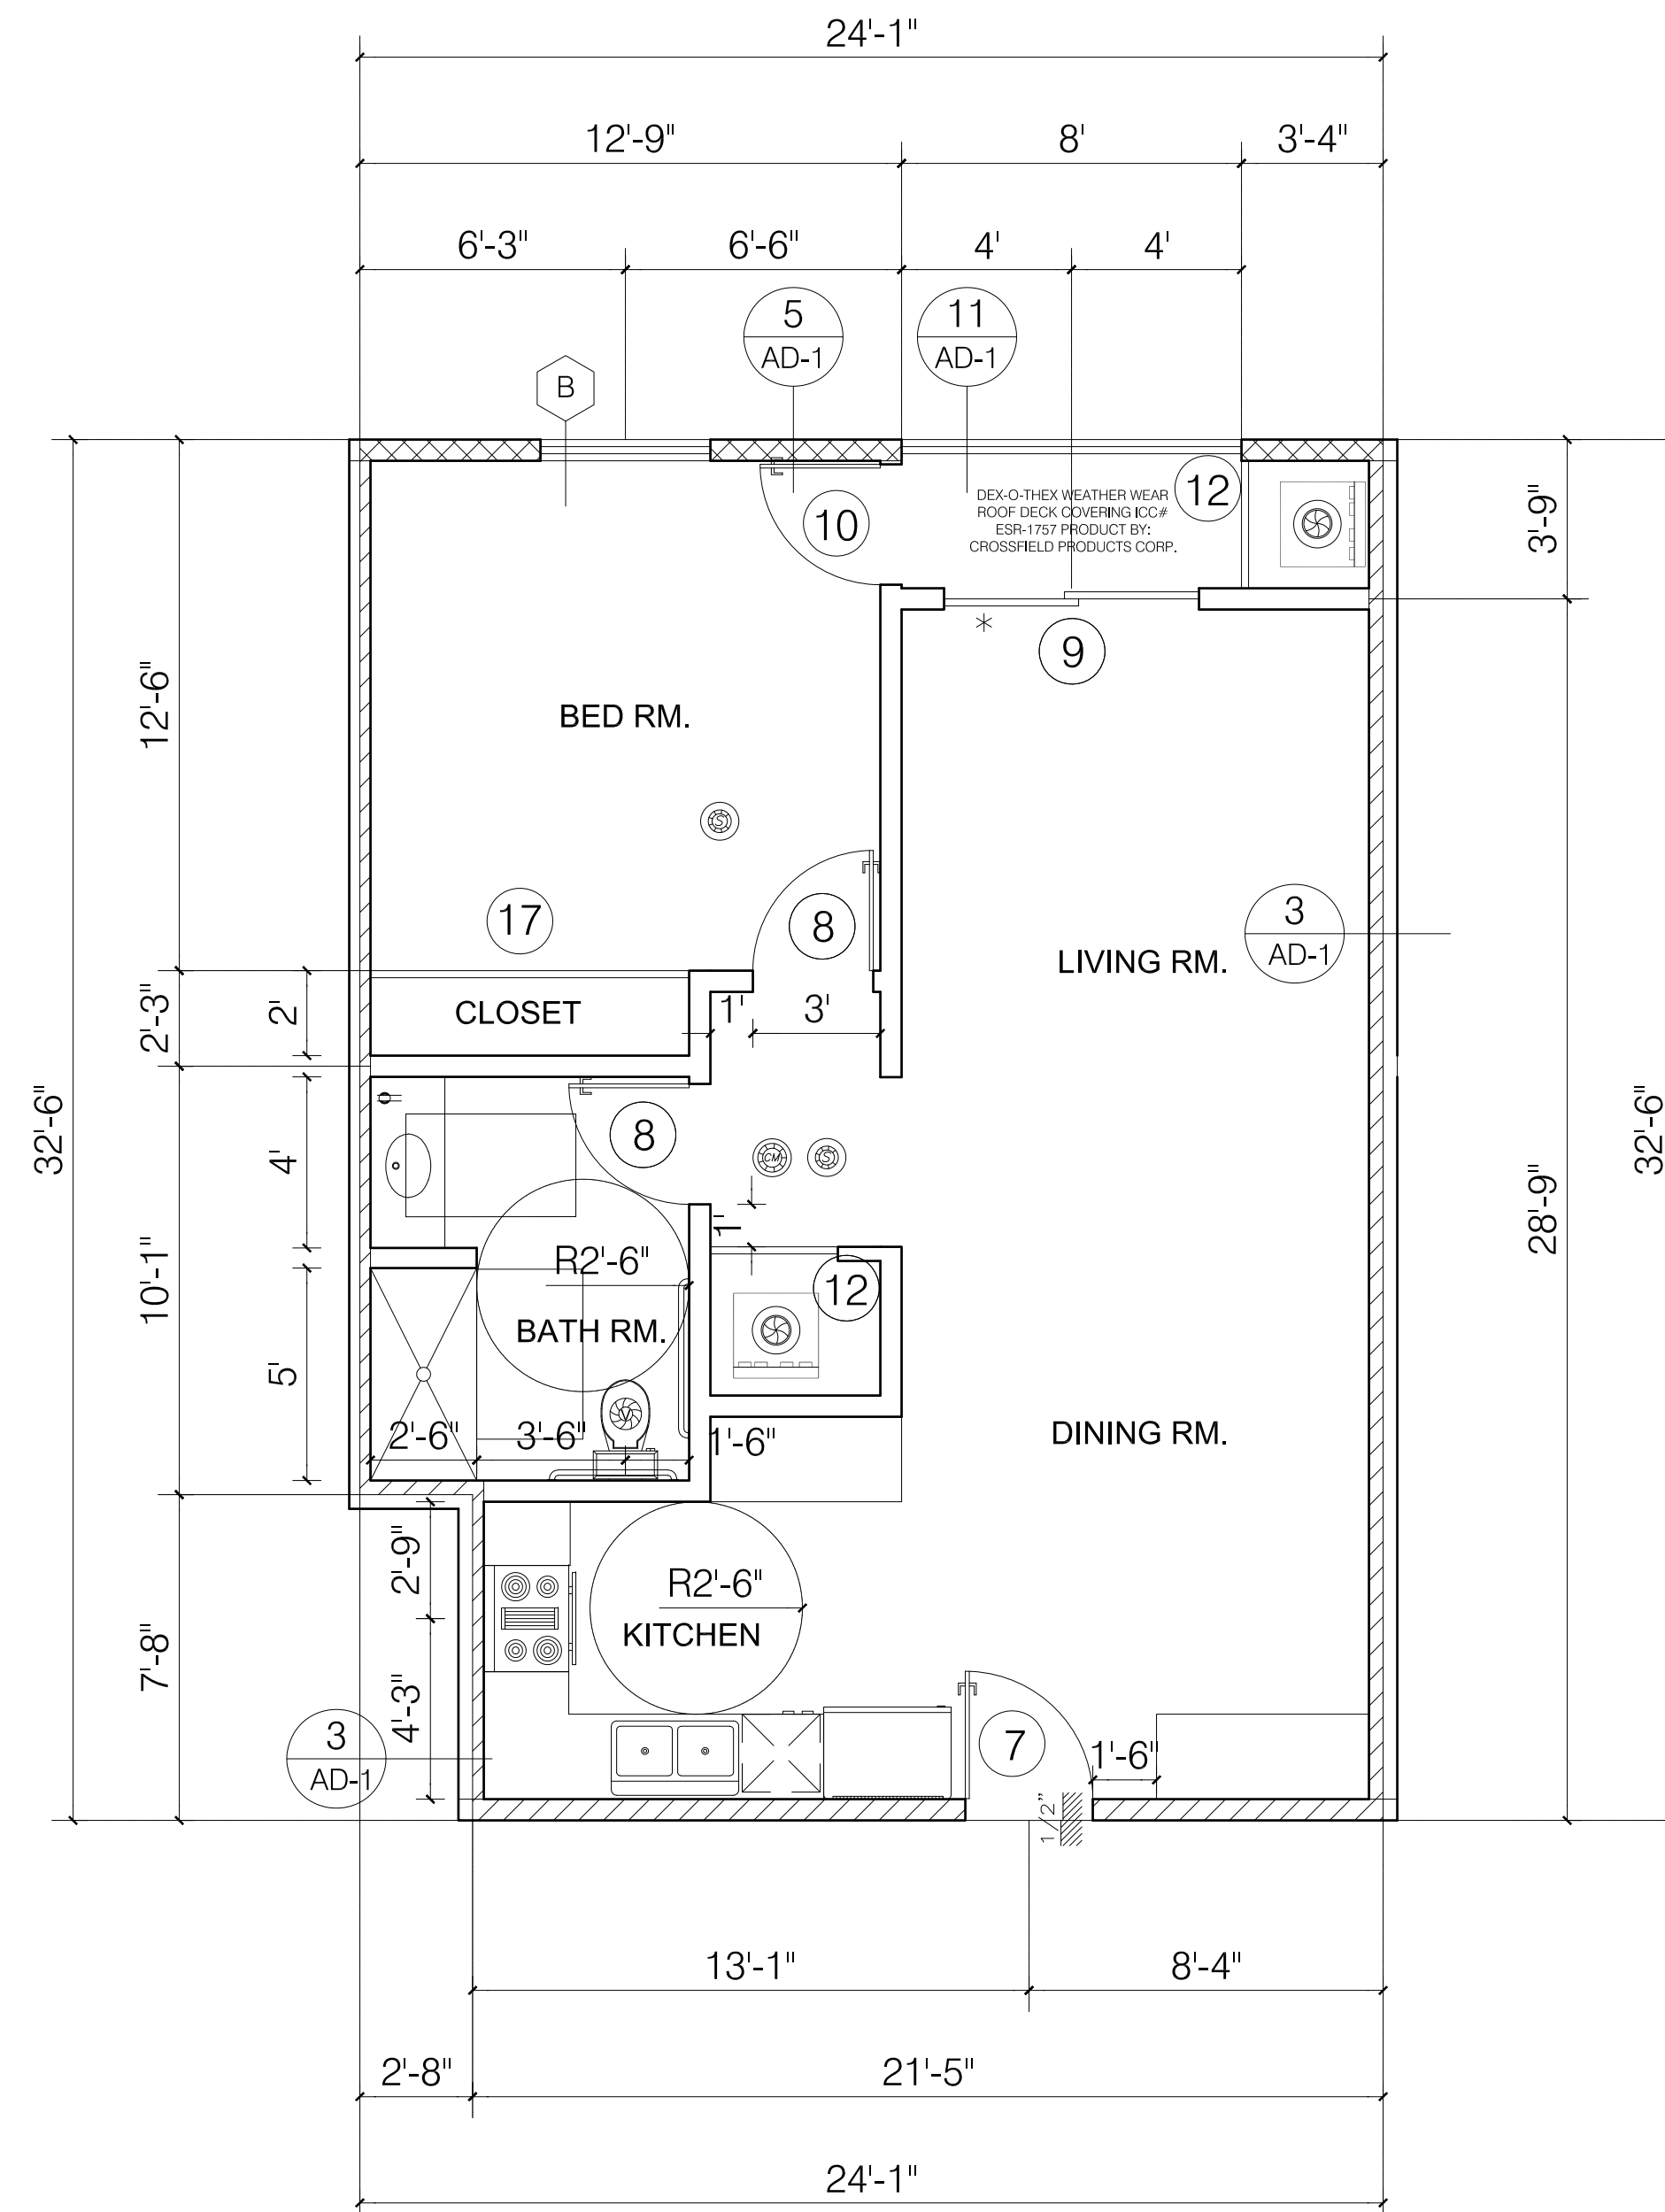 24'-1"
12'-9" 8' 3'-4"
6'-3" 6'-6" 4' 4'
5
AD-1
11
AD-1
B
DEX-O-THEX WEATHER WEAR
ROOF DECK COVERING ICC#
ESR-1757 PRODUCT BY:
CROSSFIELD PRODUCTS CORP.
12
10
3'-9"
*
9
12'-6"
BED RM.
S
17
8
3
AD-1
LIVING RM.
2'-3"
2'
CLOSET
1' 3'
32'-6"
32'-6"
4'
8
CM
S
1'
28'-9"
10'-1"
R2'-6"
12
BATH RM.
5'
V
2'-6" 3'-6" 1'-6"
DINING RM.
2'-9"
R2'-6"
KITCHEN
7'-8"
4'-3"
3
AD-1
7
1'-6"
1/2"
13'-1" 8'-4"
2'-8" 21'-5"
24'-1"